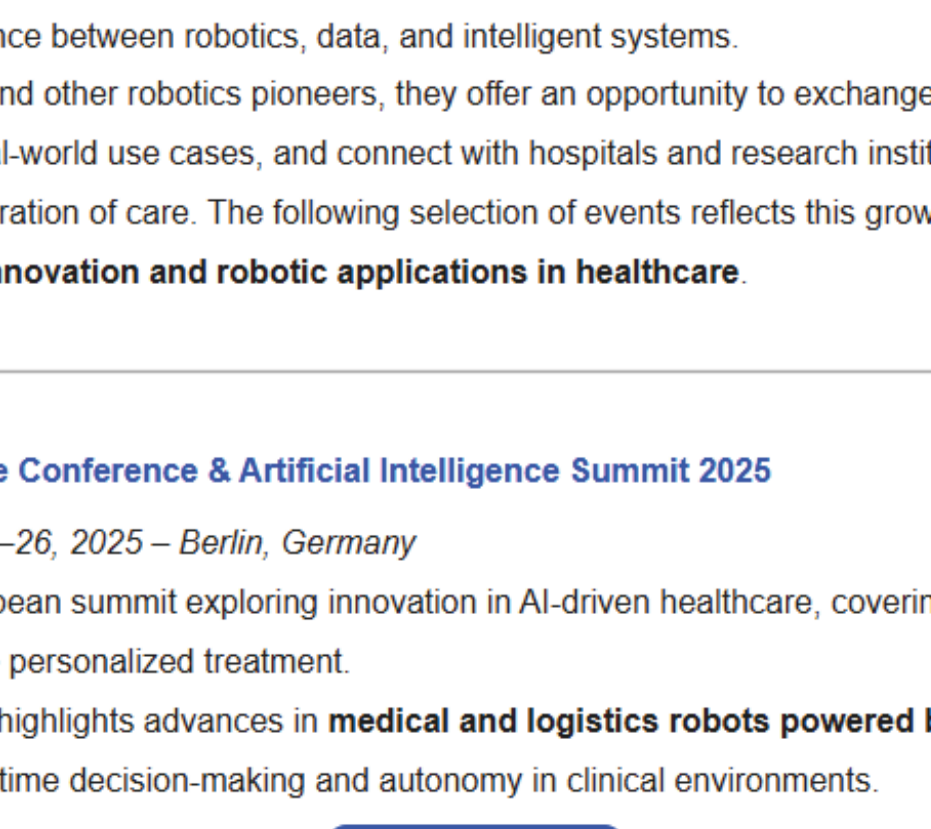 nce between robotics, data, and intelligent systems.
nd other robotics pioneers, they offer an opportunity to exchange
l-world use cases, and connect with hospitals and research instit
ration of care. The following selection of events reflects this grow
nnovation and robotic applications in healthcare.
e Conference & Artificial Intelligence Summit 2025
–26, 2025 – Berlin, Germany
pean summit exploring innovation in AI-driven healthcare, coverin
personalized treatment.
highlights advances in medical and logistics robots powered b
time decision-making and autonomy in clinical environments.